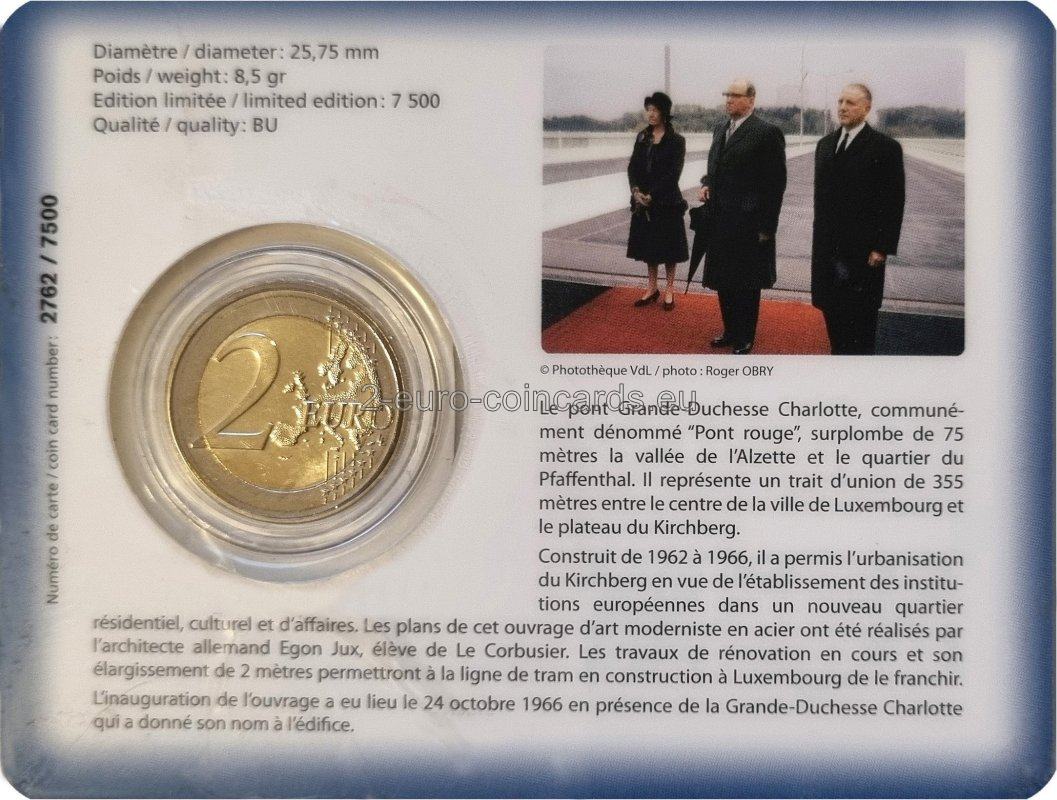 Diamètre / diameter: 25,75 mm
Poids / weight: 8,5 gr
Edition limitée / limited edition: 7 500
Qualité / quality: BU
Numéro de carte / coin card number: 2762 / 7500
2 EURO
© Photothèque VdL / photo : Roger OBRY
2-euro-coincards.eu
Le pont Grande-Duchesse Charlotte, communé-
ment dénommé “Pont rouge”, surplombe de 75
mètres la vallée de l’Alzette et le quartier du
Pfaffenthal. Il représente un trait d’union de 355
mètres entre le centre de la ville de Luxembourg et
le plateau du Kirchberg.
Construit de 1962 à 1966, il a permis l’urbanisation
du Kirchberg en vue de l’établissement des institu-
tions européennes dans un nouveau quartier
résidentiel, culturel et d’affaires. Les plans de cet ouvrage d’art moderniste en acier ont été réalisés par
l’architecte allemand Egon Jux, élève de Le Corbusier. Les travaux de rénovation en cours et son
élargissement de 2 mètres permettront à la ligne de tram en construction à Luxembourg de le franchir.
L’inauguration de l’ouvrage a eu lieu le 24 octobre 1966 en présence de la Grande-Duchesse Charlotte
qui a donné son nom à l’édifice.